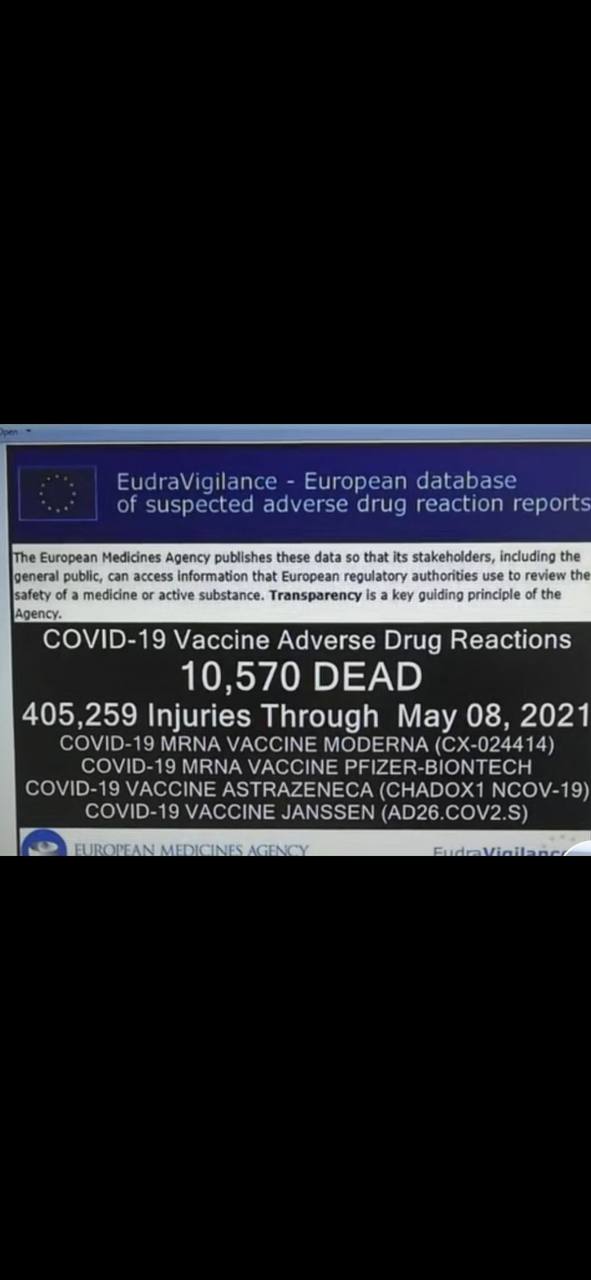 Open
EudraVigilance - European database
of suspected adverse drug reaction reports
The European Medicines Agency publishes these data so that its stakeholders, including the
general public, can access information that European regulatory authorities use to review the
safety of a medicine or active substance. Transparency is a key guiding principle of the
Agency.
COVID-19 Vaccine Adverse Drug Reactions
10,570 DEAD
405,259 Injuries Through May 08, 2021
COVID-19 MRNA VACCINE MODERNA (CX-024414)
COVID-19 MRNA VACCINE PFIZER-BIONTECH
COVID-19 VACCINE ASTRAZENECA (CHADOX1 NCOV-19)
COVID-19 VACCINE JANSSEN (AD26.COV2.S)
EUROPEAN MEDICINES AGENCY
EudraVigilance